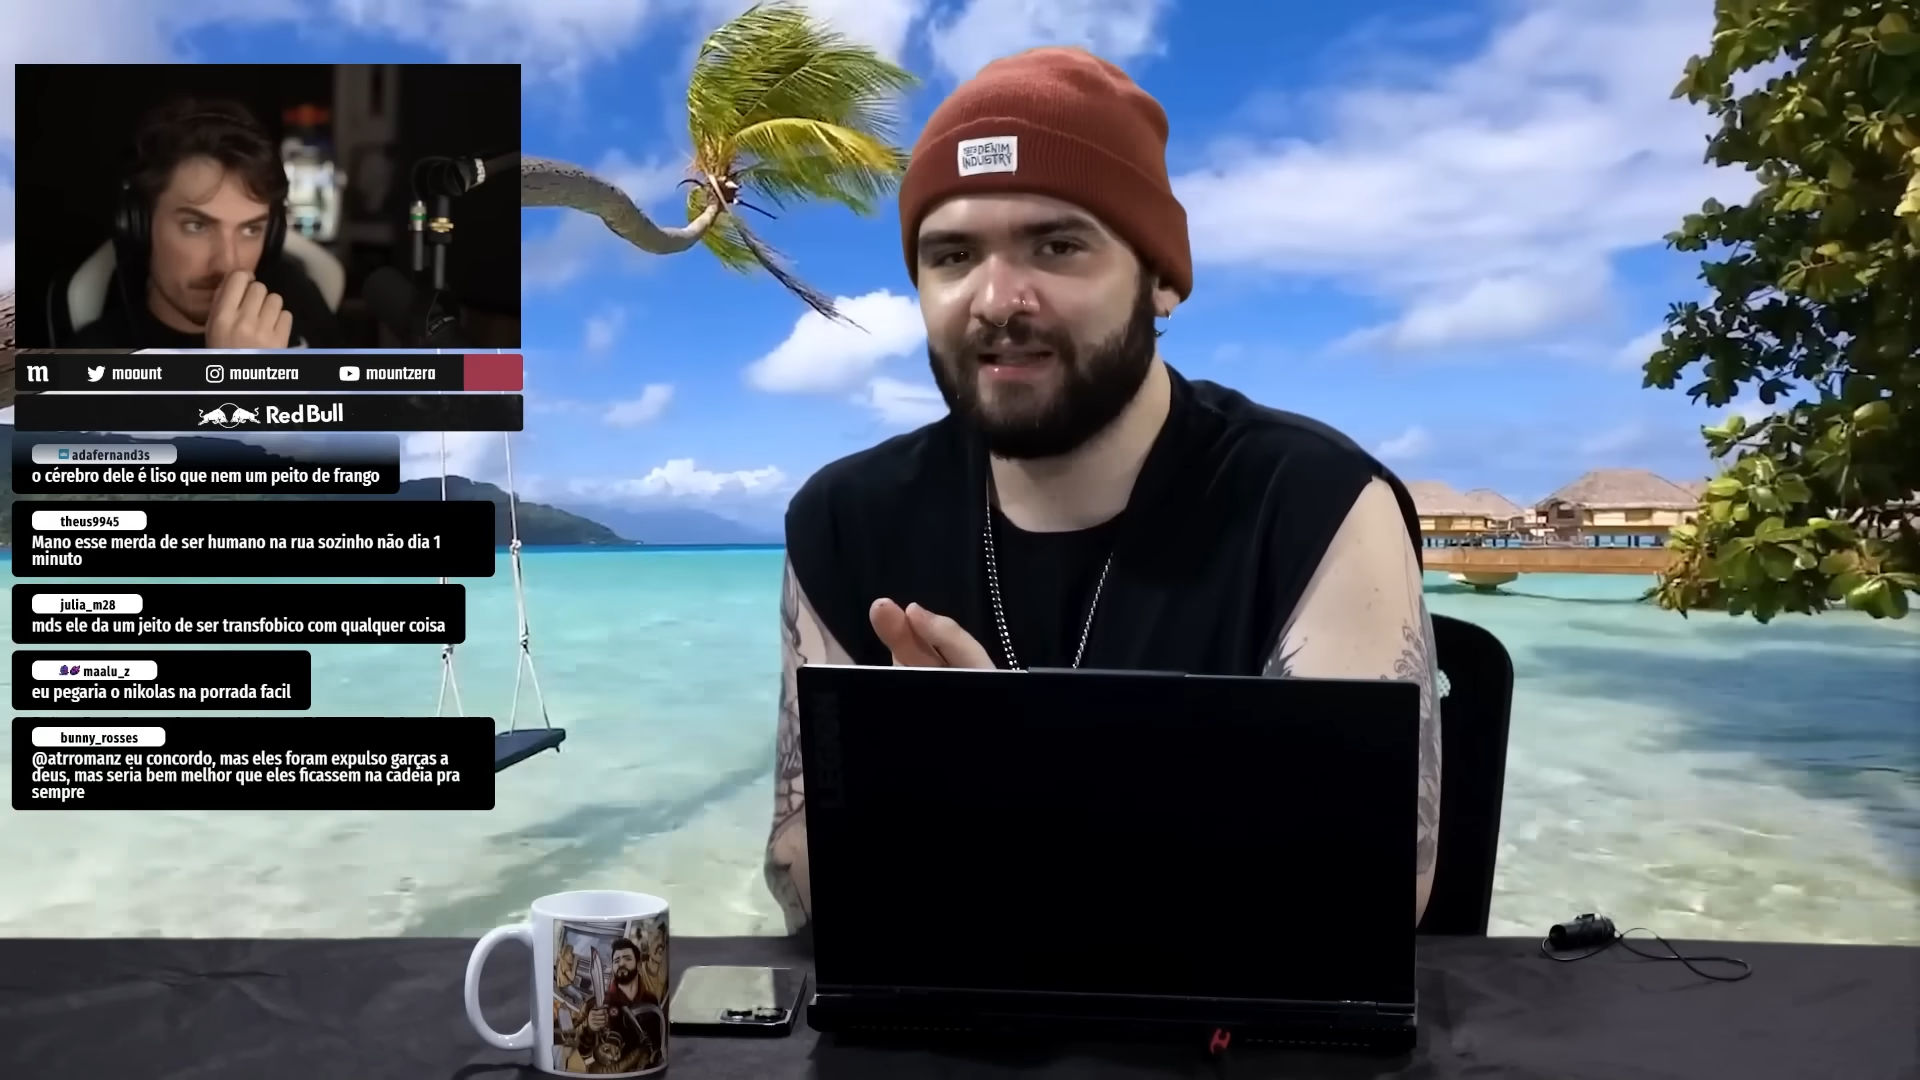 DENIM
INDUSTRY
m moount mountzera mountzera
Red Bull
adafernand3s
o cérebro dele é liso que nem um peito de frango
theus9945
Mano esse merda de ser humano na rua sozinho não dia 1
minuto
julia_m28
mds ele da um jeito de ser transfobico com qualquer coisa
maalu_z
eu pegaria o nikolas na porrada facil
bunny_rosses
@atrromanz eu concordo, mas eles foram expulso garças a
deus, mas seria bem melhor que eles ficassem na cadeia pra
sempre
LEGION